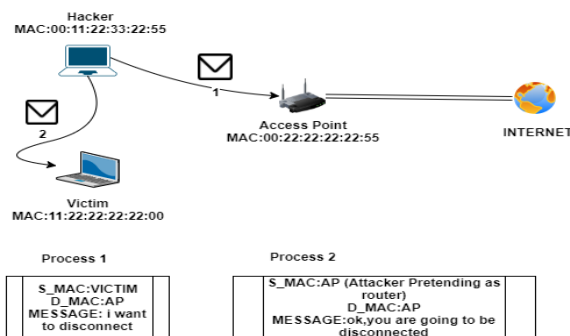 Hacker
MAC:00:11:22:33:22:55
1
Access Point
MAC:00:22:22:22:22:55
INTERNET
2
Victim
MAC:11:22:22:22:22:00
Process 1
S_MAC:VICTIM
D_MAC:AP
MESSAGE: i want
to disconnect
Process 2
S_MAC:AP (Attacker Pretending as
router)
D_MAC:AP
MESSAGE:ok,you are going to be
disconnected